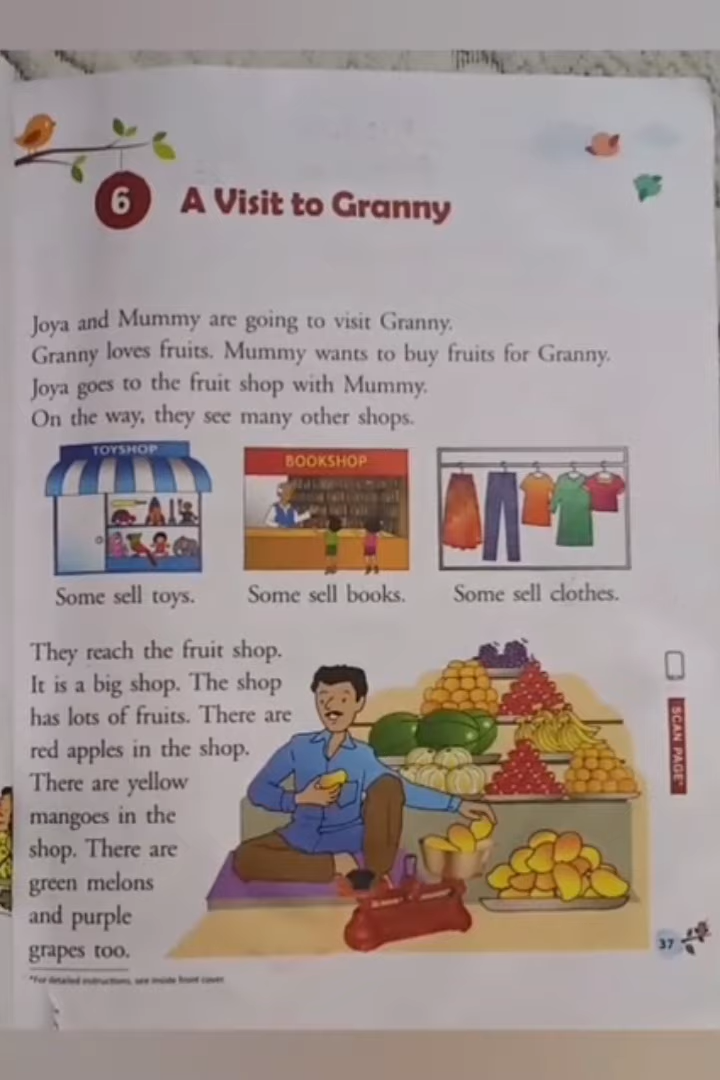 6 A Visit to Granny
Joya and Mummy are going to visit Granny.
Granny loves fruits. Mummy wants to buy fruits for Granny.
Joya goes to the fruit shop with Mummy.
On the way, they see many other shops.
TOYSHOP
BOOKSHOP
Some sell toys.
Some sell books.
Some sell clothes.
They reach the fruit shop.
It is a big shop. The shop
has lots of fruits. There are
red apples in the shop.
There are yellow
mangoes in the
shop. There are
green melons
and purple
grapes too.
SCAN PAGE*
37
*For detailed instructions, see inside front cover.